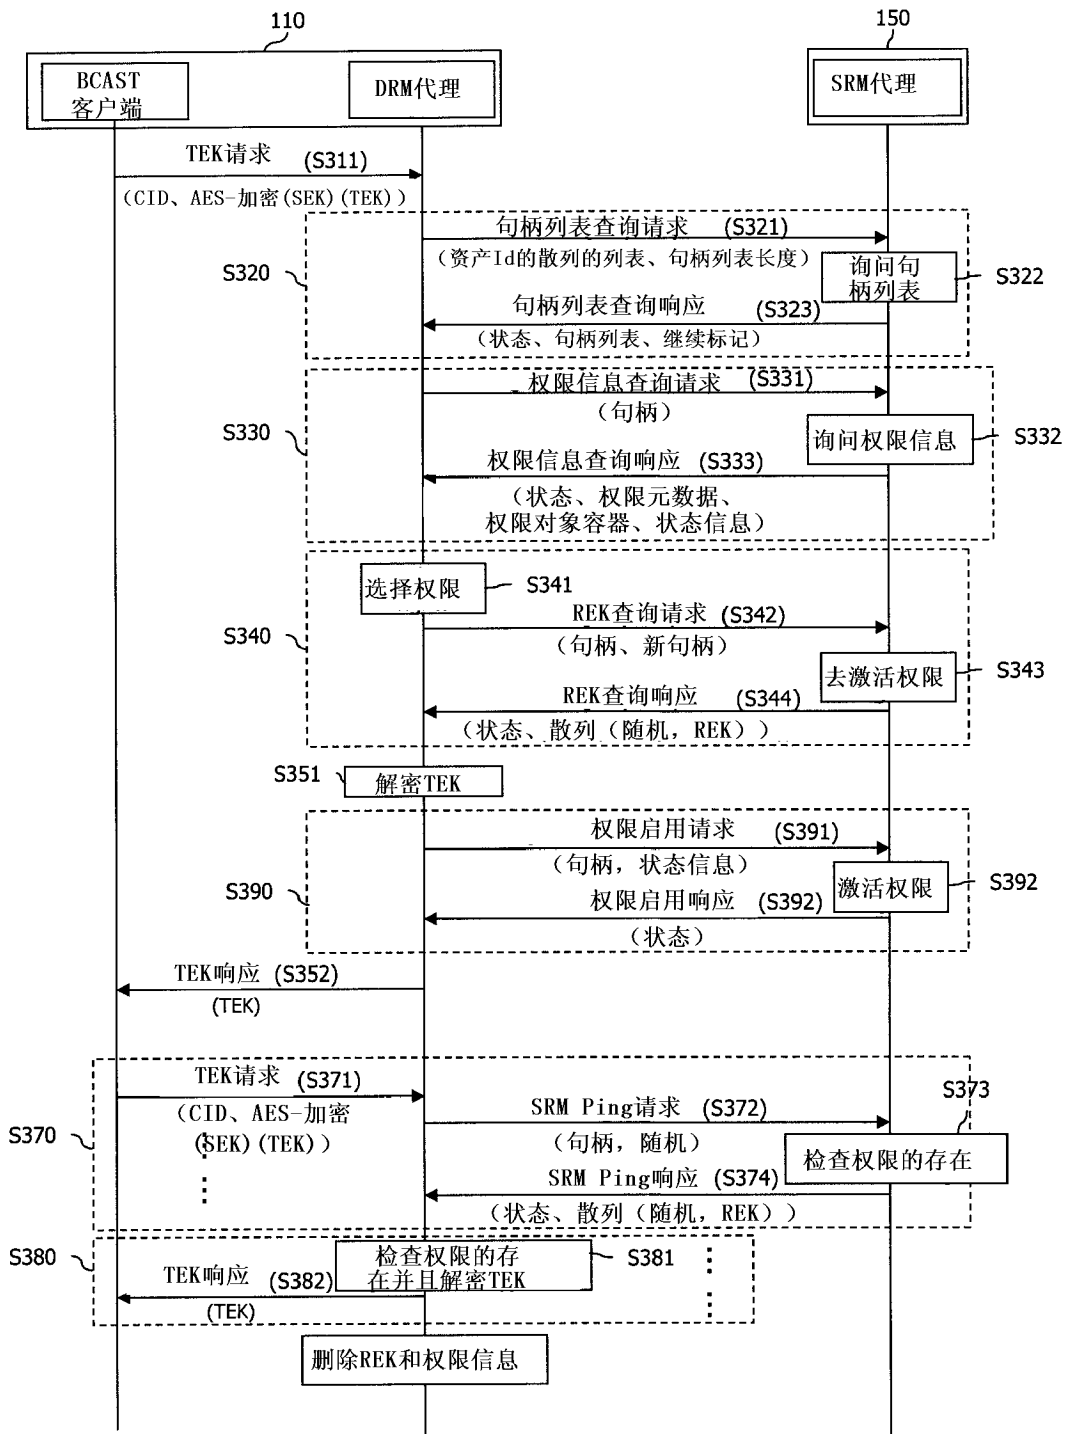 110
150
BCAST
客户端
DRM代理
SRM代理
TEK请求 (S311)
(CID、AES-加密(SEK)(TEK))
句柄列表查询请求 (S321)
(资产Id的散列的列表、句柄列表长度)
S320
询问句
柄列表
S322
句柄列表查询响应 (S323)
(状态、句柄列表、继续标记)
权限信息查询请求 (S331)
(句柄)
S330
询问权限信息
S332
权限信息查询响应 (S333)
(状态、权限元数据、
权限对象容器、状态信息)
选择权限
S341
REK查询请求 (S342)
(句柄、新句柄)
S340
去激活权限
S343
REK查询响应 (S344)
(状态、散列(随机,REK))
S351
解密TEK
权限启用请求 (S391)
(句柄,状态信息)
S390
激活权限
S392
权限启用响应 (S392)
(状态)
TEK响应 (S352)
(TEK)
TEK请求 (S371)
(CID、AES-加密
(SEK)(TEK))
S370
SRM Ping请求 (S372)
(句柄,随机)
S373
检查权限的存在
SRM Ping响应 (S374)
(状态、散列(随机,REK))
S380
检查权限的存
在并且解密TEK
S381
TEK响应 (S382)
(TEK)
删除REK和权限信息